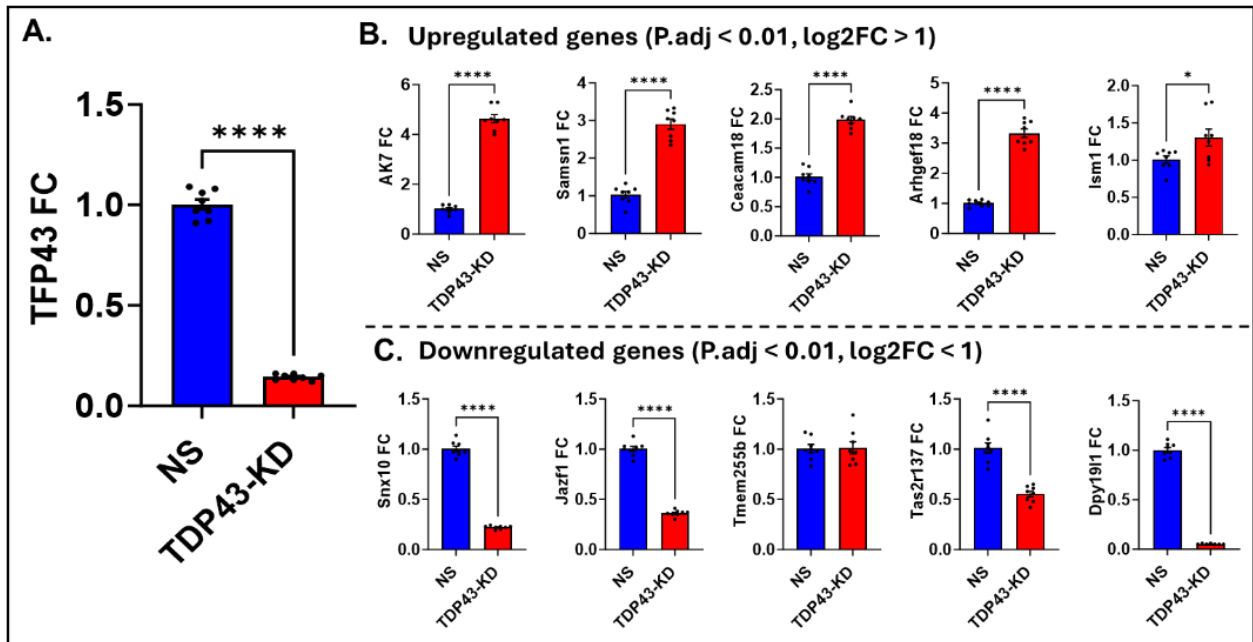 A.
TFP43 FC
1.5
1.0
0.5
0.0
****
NS
TDP43-KD
B. Upregulated genes (P.adj < 0.01, log2FC > 1)
AK7 FC
6
4
2
0
****
NS
TDP43-KD
Samsn1 FC
4
3
2
1
0
****
NS
TDP43-KD
Ceacam18 FC
2.5
2.0
1.5
1.0
0.5
0.0
****
NS
TDP43-KD
Arhgef18 FC
5
4
3
2
1
0
****
NS
TDP43-KD
Ism1 FC
2.0
1.5
1.0
0.5
0.0
*
NS
TDP43-KD
C. Downregulated genes (P.adj < 0.01, log2FC < 1)
Snx10 FC
1.5
1.0
0.5
0.0
****
NS
TDP43-KD
Jazf1 FC
1.5
1.0
0.5
0.0
****
NS
TDP43-KD
Tmem255b FC
1.5
1.0
0.5
0.0
NS
TDP43-KD
Tas2r137 FC
1.5
1.0
0.5
0.0
****
NS
TDP43-KD
Dpy19l1 FC
1.5
1.0
0.5
0.0
****
NS
TDP43-KD